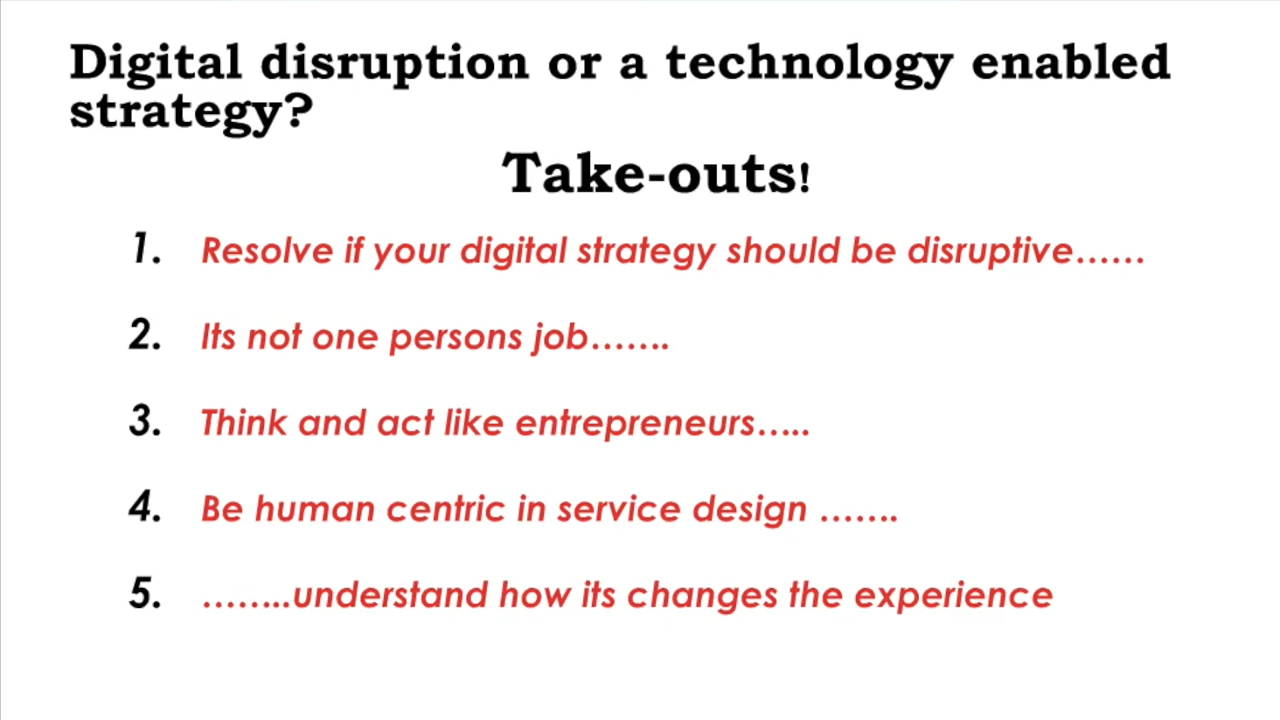 Digital disruption or a technology enabled
strategy?
Take-outs!
1. Resolve if your digital strategy should be disruptive......
2. Its not one persons job.......
3. Think and act like entrepreneurs.....
4. Be human centric in service design .......
5. ........understand how its changes the experience